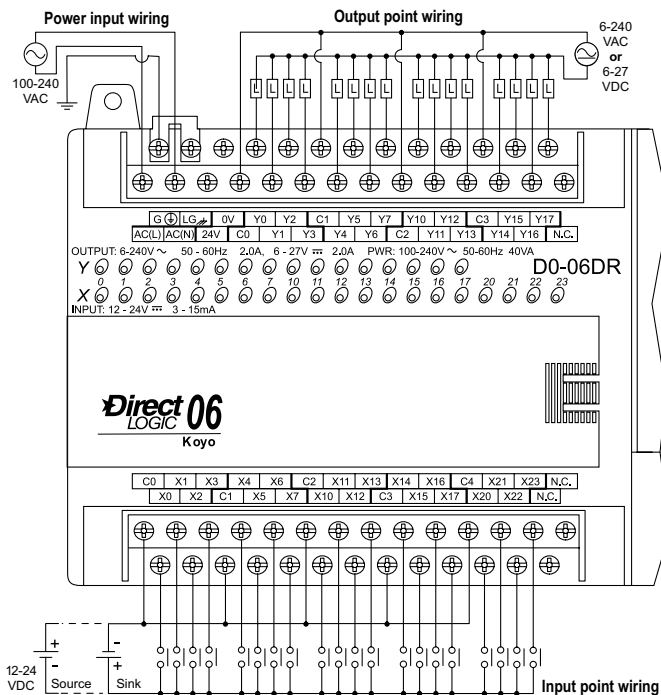 Power input wiring
Output point wiring
100-240
VAC
6-240
VAC
or
6-27
VDC
L L L L L L L L L L L L L L L L
G LG 0V Y0 Y2 C1 Y5 Y7 Y10 Y12 C3 Y15 Y17
AC(L) AC(N) 24V C0 Y1 Y3 Y4 Y6 C2 Y11 Y13 Y14 Y16 N.C.
OUTPUT: 6-240V ~ 50 - 60Hz 2.0A, 6 - 27V ⎓ 2.0A PWR: 100-240V ~ 50-60Hz 40VA
Y
D0-06DR
0 1 2 3 4 5 6 7 10 11 12 13 14 15 16 17 20 21 22 23
X
INPUT: 12 - 24V ⎓ 3 - 15mA
Direct
LOGIC 06
Koyo
C0 X1 X3 X4 X6 C2 X11 X13 X14 X16 C4 X21 X23 N.C.
X0 X2 C1 X5 X7 X10 X12 C3 X15 X17 X20 X22 N.C.
+ -
- +
12-24
VDC
Source Sink
Input point wiring